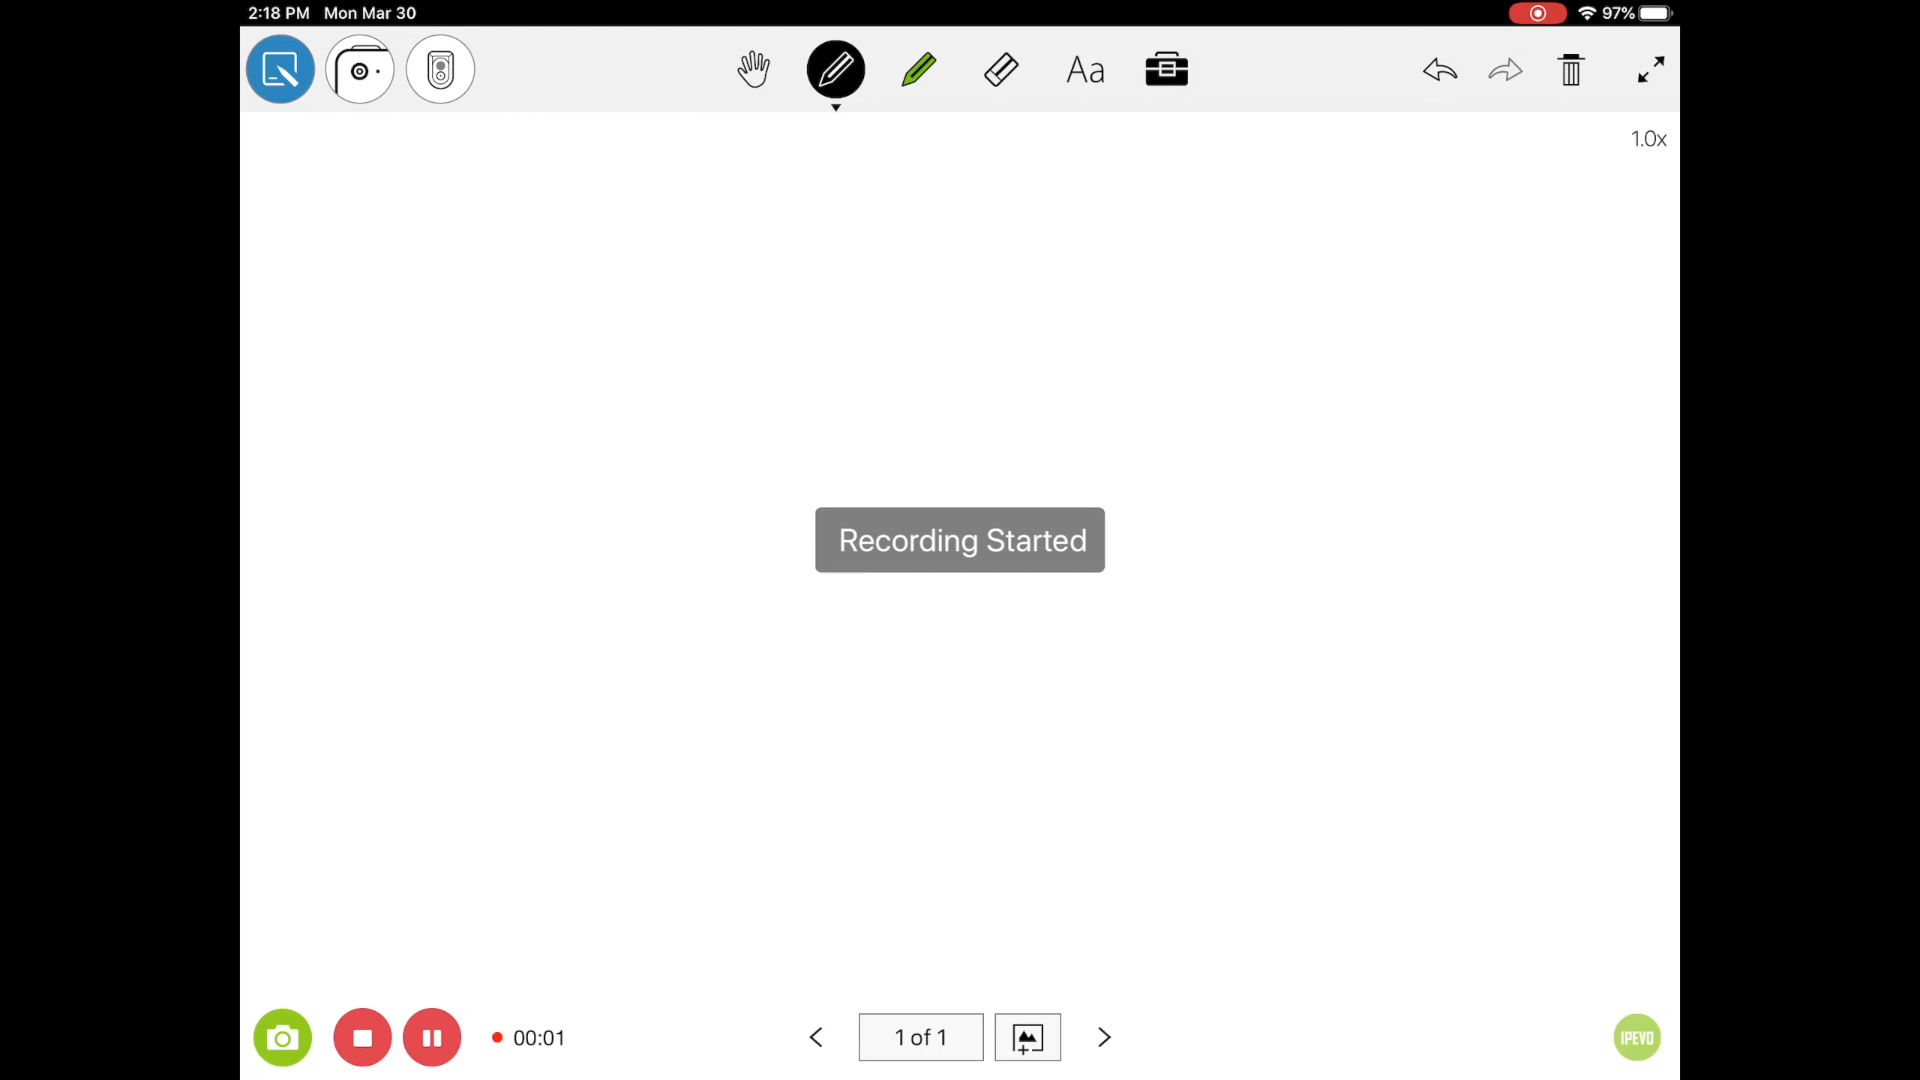 2:18 PM Mon Mar 30
97%
Aa
1.0x
Recording Started
00:01
1 of 1
IPEVO